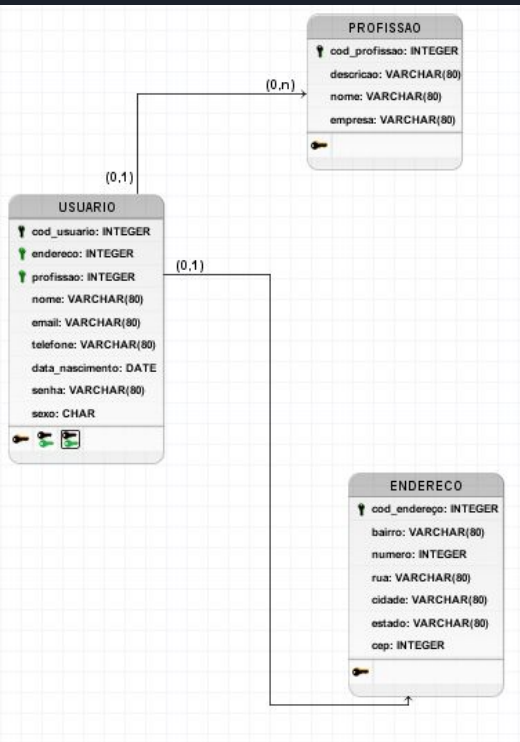 PROFISSAO
cod_profissao: INTEGER
descricao: VARCHAR(80)
nome: VARCHAR(80)
empresa: VARCHAR(80)
(0,n)
(0,1)
USUARIO
cod_usuario: INTEGER
endereco: INTEGER
profissao: INTEGER
nome: VARCHAR(80)
email: VARCHAR(80)
telefone: VARCHAR(80)
data_nascimento: DATE
senha: VARCHAR(80)
sexo: CHAR
(0,1)
ENDERECO
cod_endereço: INTEGER
bairro: VARCHAR(80)
numero: INTEGER
rua: VARCHAR(80)
cidade: VARCHAR(80)
estado: VARCHAR(80)
cep: INTEGER